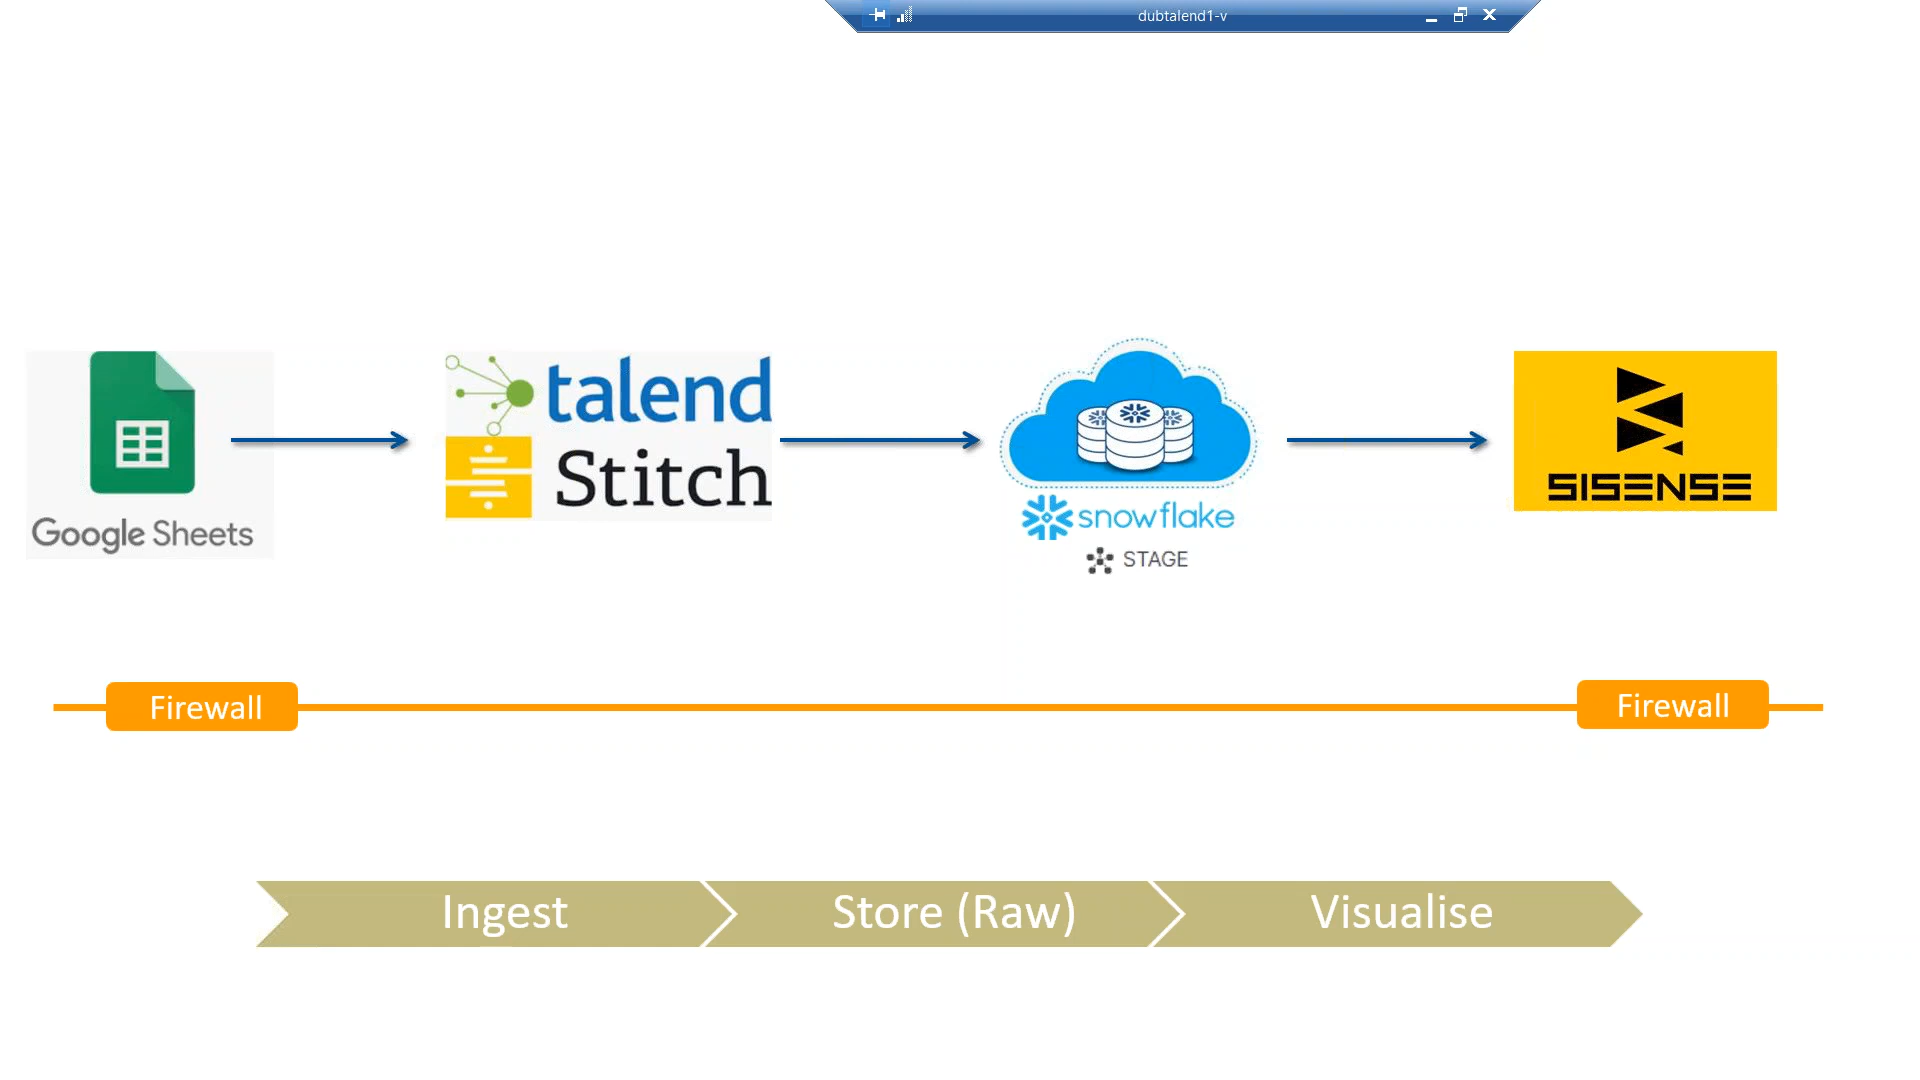 dubtalend1-v
Google Sheets
talend
Stitch
snowflake
STAGE
SISENSE
Firewall
Firewall
Ingest
Store (Raw)
Visualise